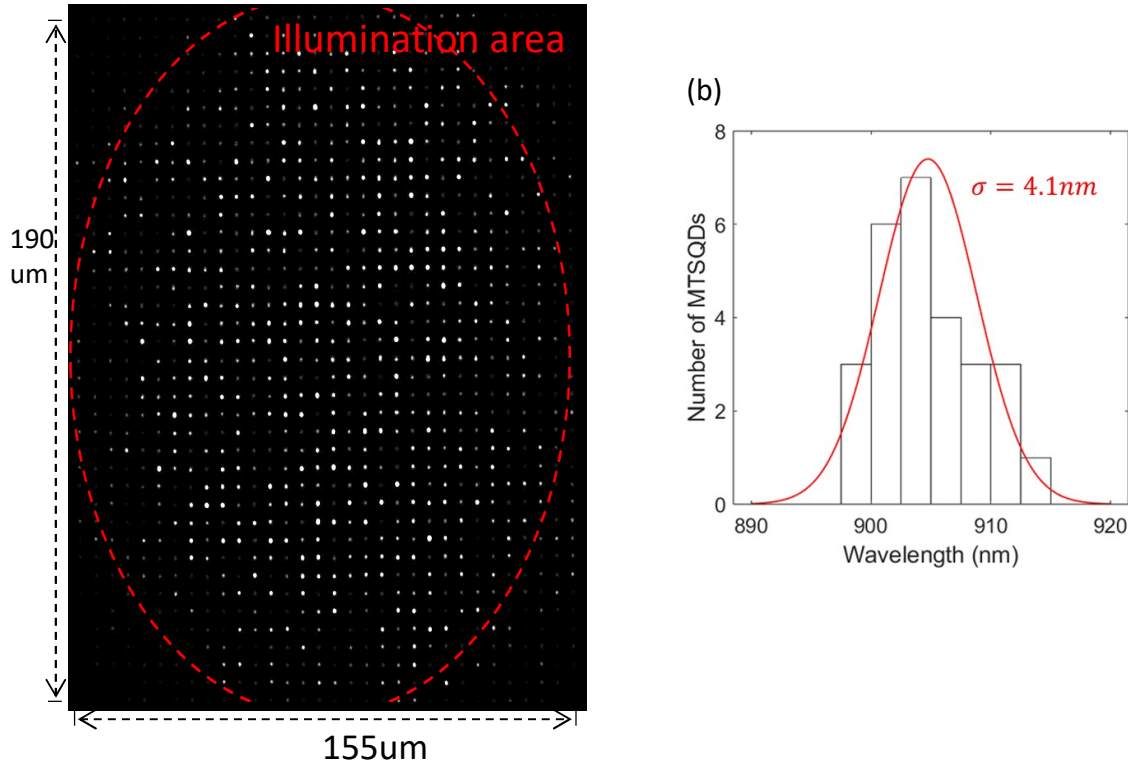 Illumination area
190
um
155um
(b)
8
6
4
2
0
σ = 4.1nm
Number of MTSQDs
890
900
910
920
Wavelength (nm)